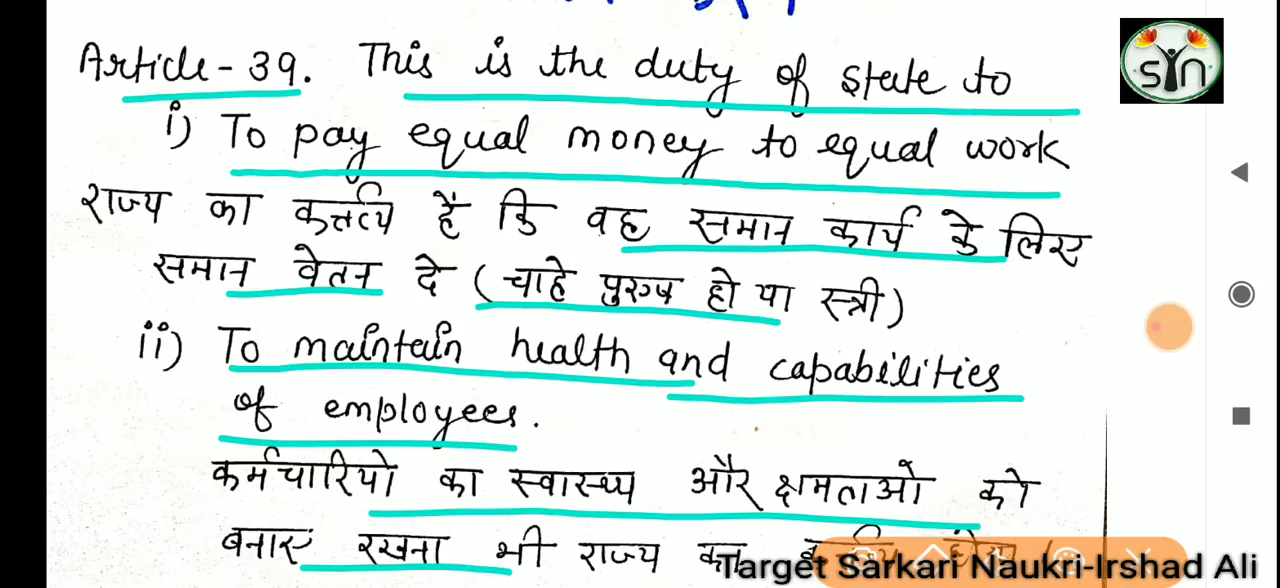 Article - 39. This is the duty of state to
i) To pay equal money to equal work
राज्य का कर्त्तव्य हैं कि वह समान कार्य के लिए
समान वेतन दे (चाहे पुरुष हो या स्त्री)
ii) To maintain health and capabilities
of employees.
कर्मचारियो का स्वास्थ्य और क्षमताओ को
बनाए रखना भी राज्य का
SYN
Target Sarkari Naukri-Irshad Ali